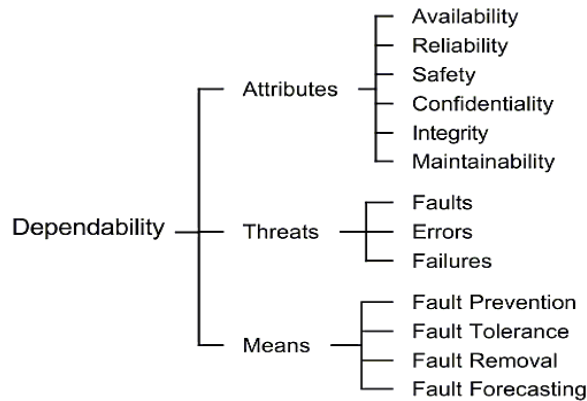 Dependability
Attributes
Availability
Reliability
Safety
Confidentiality
Integrity
Maintainability
Threats
Faults
Errors
Failures
Means
Fault Prevention
Fault Tolerance
Fault Removal
Fault Forecasting